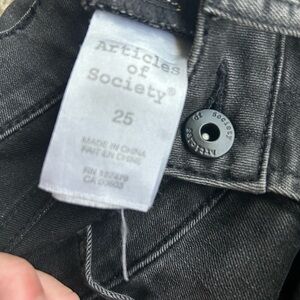 Articles
of
Society®
25
MADE IN CHINA
FAIT EN CHINE
of Society